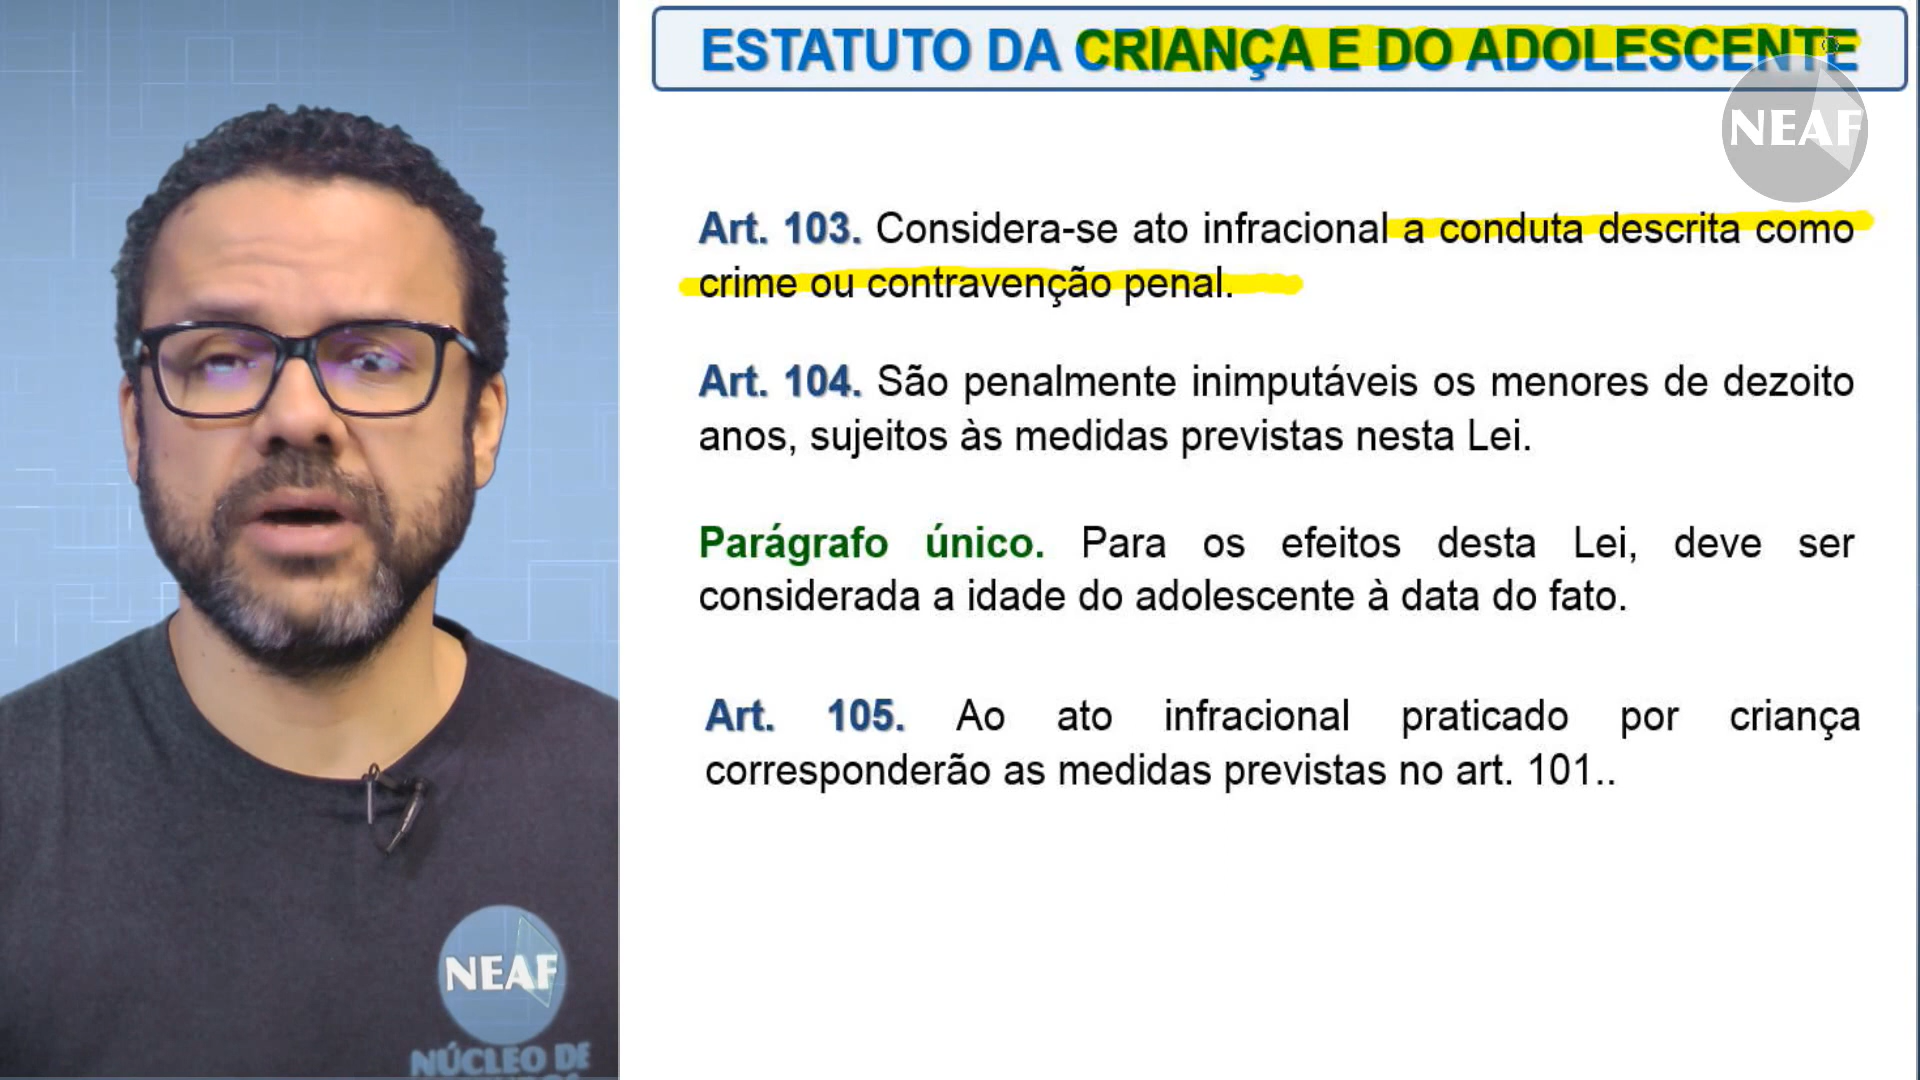 ESTATUTO DA CRIANÇA E DO ADOLESCENTE
NEAF
Art. 103. Considera-se ato infracional a conduta descrita como
crime ou contravenção penal.
Art. 104. São penalmente inimputáveis os menores de dezoito
anos, sujeitos às medidas previstas nesta Lei.
Parágrafo único. Para os efeitos desta Lei, deve ser
considerada a idade do adolescente à data do fato.
Art. 105. Ao ato infracional praticado por criança
corresponderão as medidas previstas no art. 101..
NEAF
NÚCLEO DE